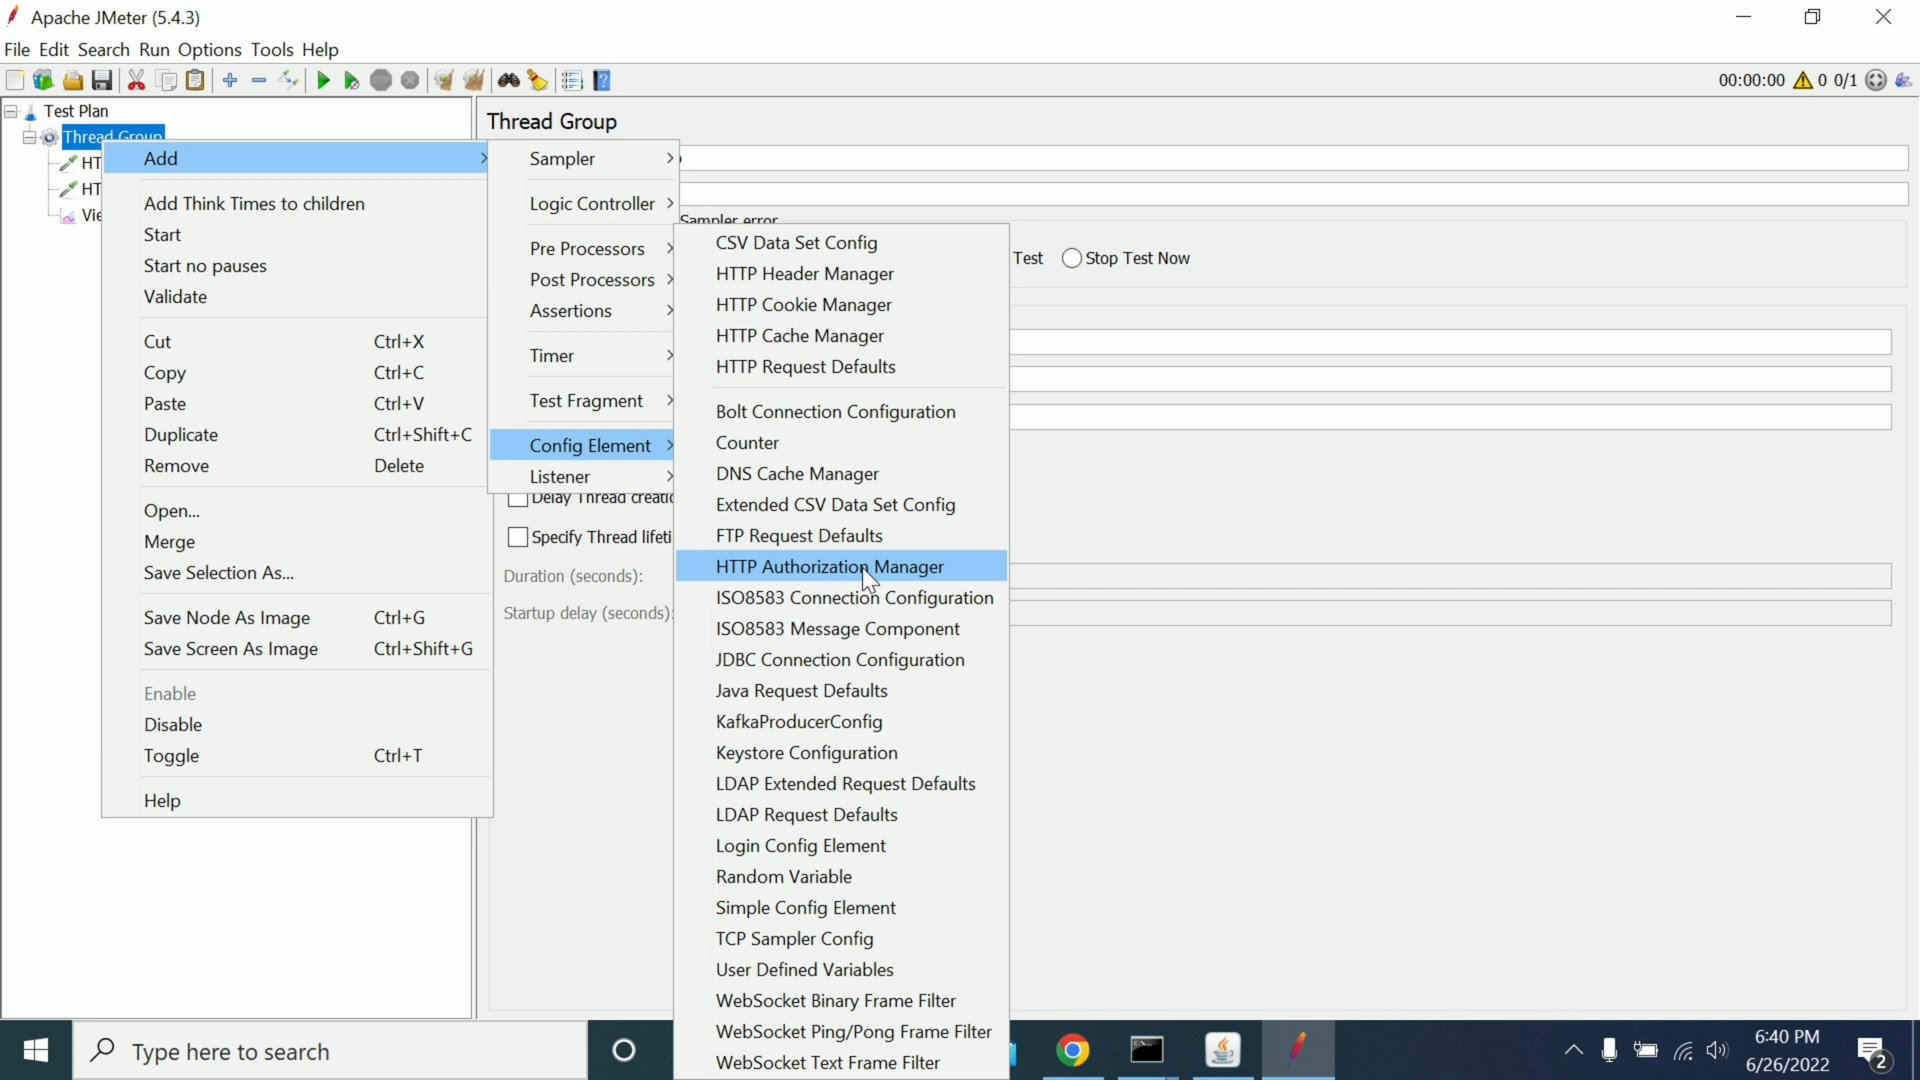 Apache JMeter (5.4.3)
File Edit Search Run Options Tools Help
00:00:00 0 0/1
Test Plan
Thread Group
HT
HT
Vie
Add
Add Think Times to children
Start
Start no pauses
Validate
Cut Ctrl+X
Copy Ctrl+C
Paste Ctrl+V
Duplicate Ctrl+Shift+C
Remove Delete
Open...
Merge
Save Selection As...
Save Node As Image Ctrl+G
Save Screen As Image Ctrl+Shift+G
Enable
Disable
Toggle Ctrl+T
Help
Thread Group
Sampler
Logic Controller
Pre Processors
Post Processors
Assertions
Timer
Test Fragment
Config Element
Listener
Sampler error
Test Stop Test Now
Delay Thread creatic
Specify Thread lifeti
Duration (seconds):
Startup delay (seconds):
CSV Data Set Config
HTTP Header Manager
HTTP Cookie Manager
HTTP Cache Manager
HTTP Request Defaults
Bolt Connection Configuration
Counter
DNS Cache Manager
Extended CSV Data Set Config
FTP Request Defaults
HTTP Authorization Manager
ISO8583 Connection Configuration
ISO8583 Message Component
JDBC Connection Configuration
Java Request Defaults
KafkaProducerConfig
Keystore Configuration
LDAP Extended Request Defaults
LDAP Request Defaults
Login Config Element
Random Variable
Simple Config Element
TCP Sampler Config
User Defined Variables
WebSocket Binary Frame Filter
WebSocket Ping/Pong Frame Filter
WebSocket Text Frame Filter
Type here to search
6:40 PM
6/26/2022
2